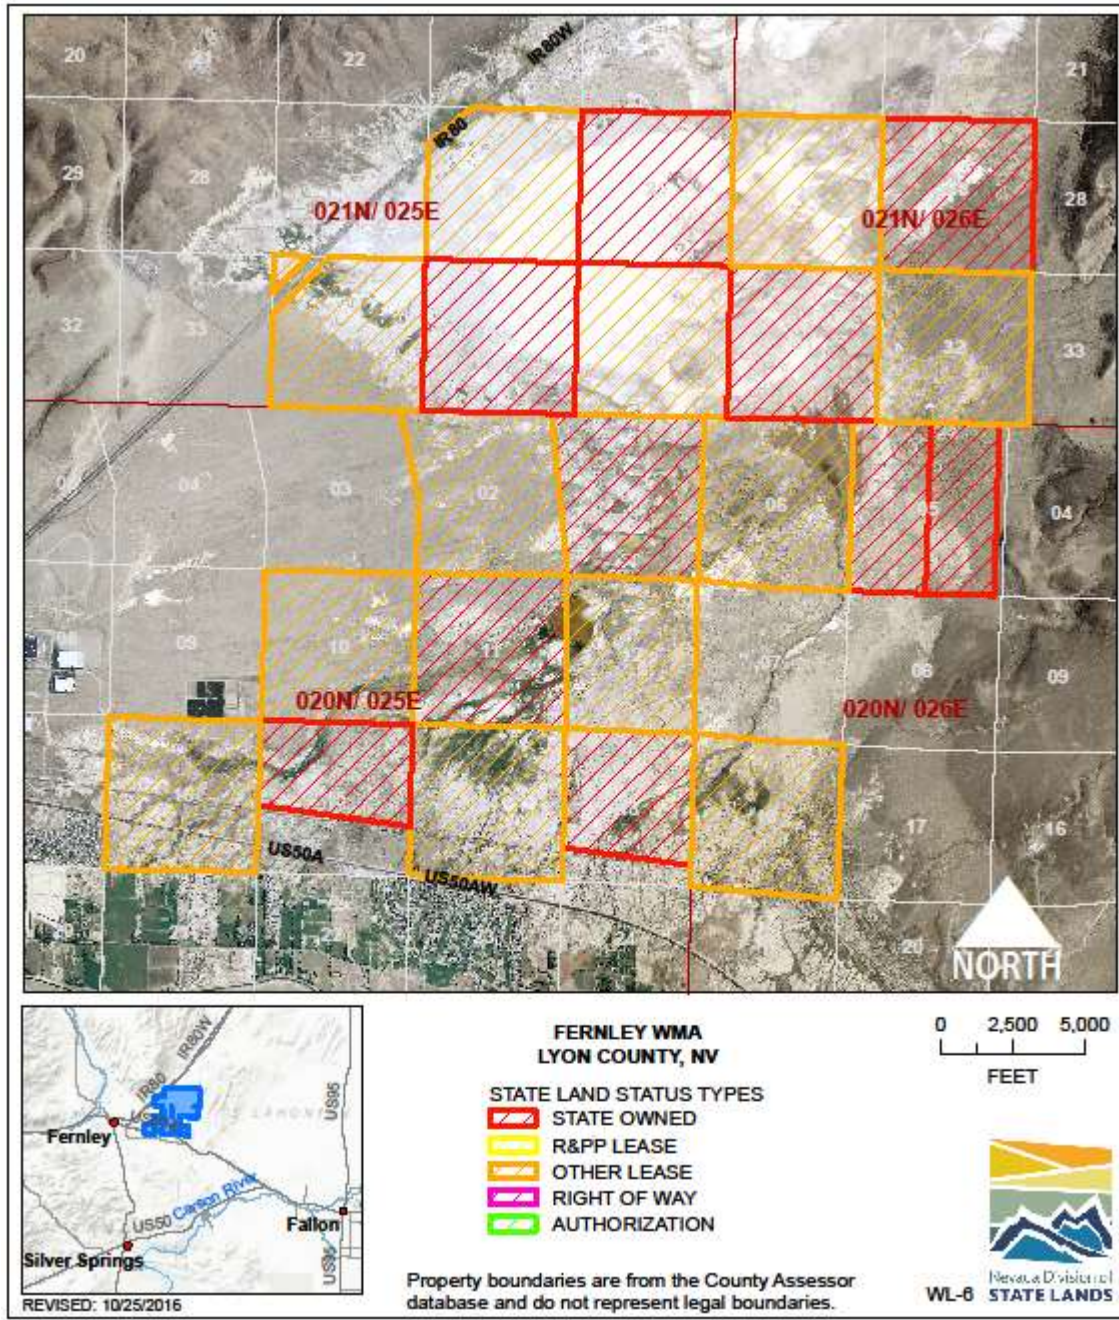 20
21
22
IR80W
21
IR 80
29
28
021N/ 025E
021N/ 026E
28
32
33
32
33
04
03
02
06
05
04
09
10
11
07
08
09
020N/ 025E
020N/ 026E
17
16
US50A
US50AW
20
NORTH
IR80W
IR80
US95
Fernley
Carson River
US50
Fallon
Silver Springs
US95
REVISED: 10/25/2016
FERNLEY WMA
LYON COUNTY, NV
STATE LAND STATUS TYPES
STATE OWNED
R&PP LEASE
OTHER LEASE
RIGHT OF WAY
AUTHORIZATION
Property boundaries are from the County Assessor
database and do not represent legal boundaries.
0 2,500 5,000
FEET
WL-6
Nevada Division of
STATE LANDS